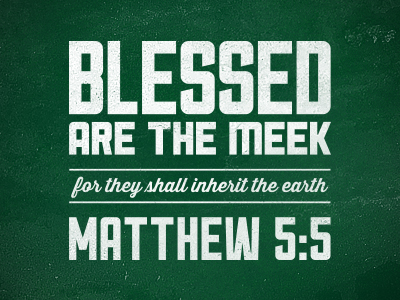 BLESSED
ARE THE MEEK
for they shall inherit the earth
MATTHEW 5:5